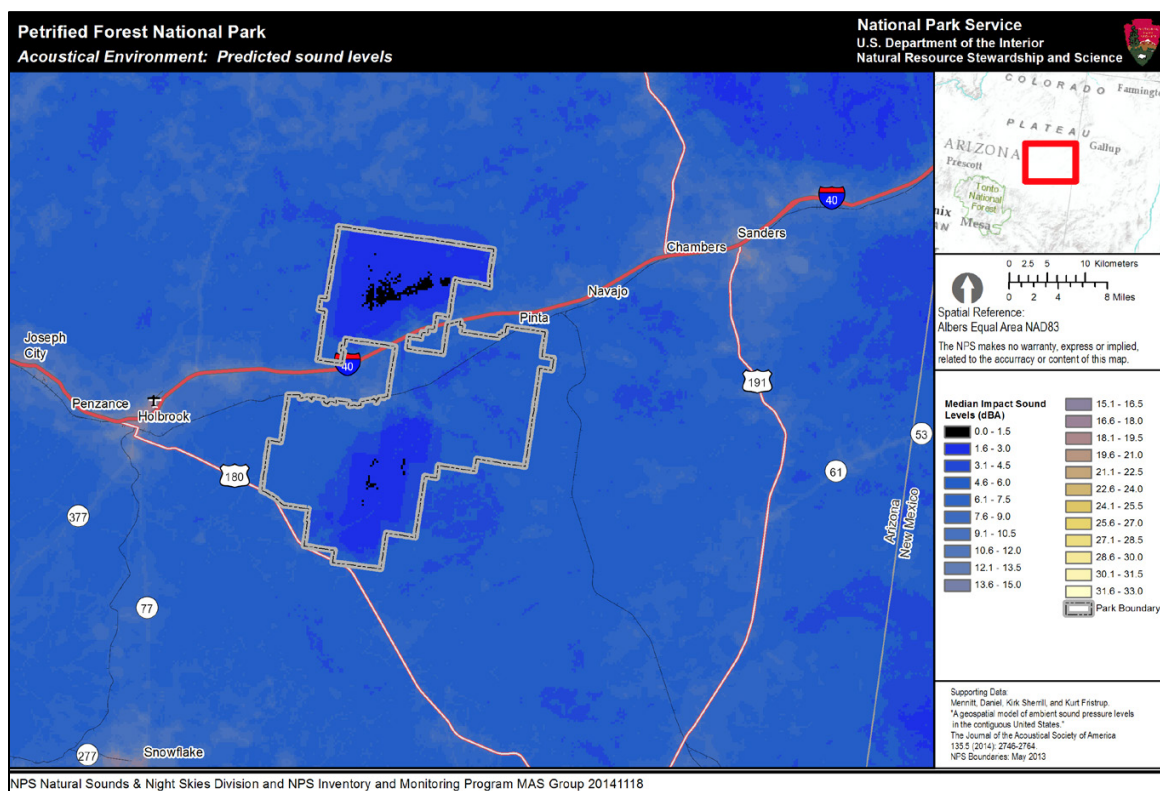 Petrified Forest National Park
Acoustical Environment: Predicted sound levels
National Park Service
U.S. Department of the Interior
Natural Resource Stewardship and Science
COLORADO
Farmington
PLATEAU
ARIZONA
Gallup
Prescott
Tonto
National
Forest
nix
Mesa
AN
0 2.5 5 10 Kilometers
0 2 4 8 Miles
Spatial Reference:
Albers Equal Area NAD83
The NPS makes no warranty, express or implied,
related to the accurracy or content of this map.
Median Impact Sound
Levels (dBA)
0.0 - 1.5
1.6 - 3.0
3.1 - 4.5
4.6 - 6.0
6.1 - 7.5
7.6 - 9.0
9.1 - 10.5
10.6 - 12.0
12.1 - 13.5
13.6 - 15.0
15.1 - 16.5
16.6 - 18.0
18.1 - 19.5
19.6 - 21.0
21.1 - 22.5
22.6 - 24.0
24.1 - 25.5
25.6 - 27.0
27.1 - 28.5
28.6 - 30.0
30.1 - 31.5
31.6 - 33.0
Park Boundary
Supporting Data:
Mennitt, Daniel, Kirk Sherrill, and Kurt Fristrup.
"A geospatial model of ambient sound pressure levels
in the contiguous United States."
The Journal of the Acoustical Society of America
135.5 (2014): 2746-2764.
NPS Boundaries: May 2013
40
Sanders
Chambers
Navajo
Pinta
Joseph
City
40
191
Penzance
Holbrook
53
180
61
377
Arizona
New Mexico
77
277
Snowflake
NPS Natural Sounds & Night Skies Division and NPS Inventory and Monitoring Program MAS Group 20141118